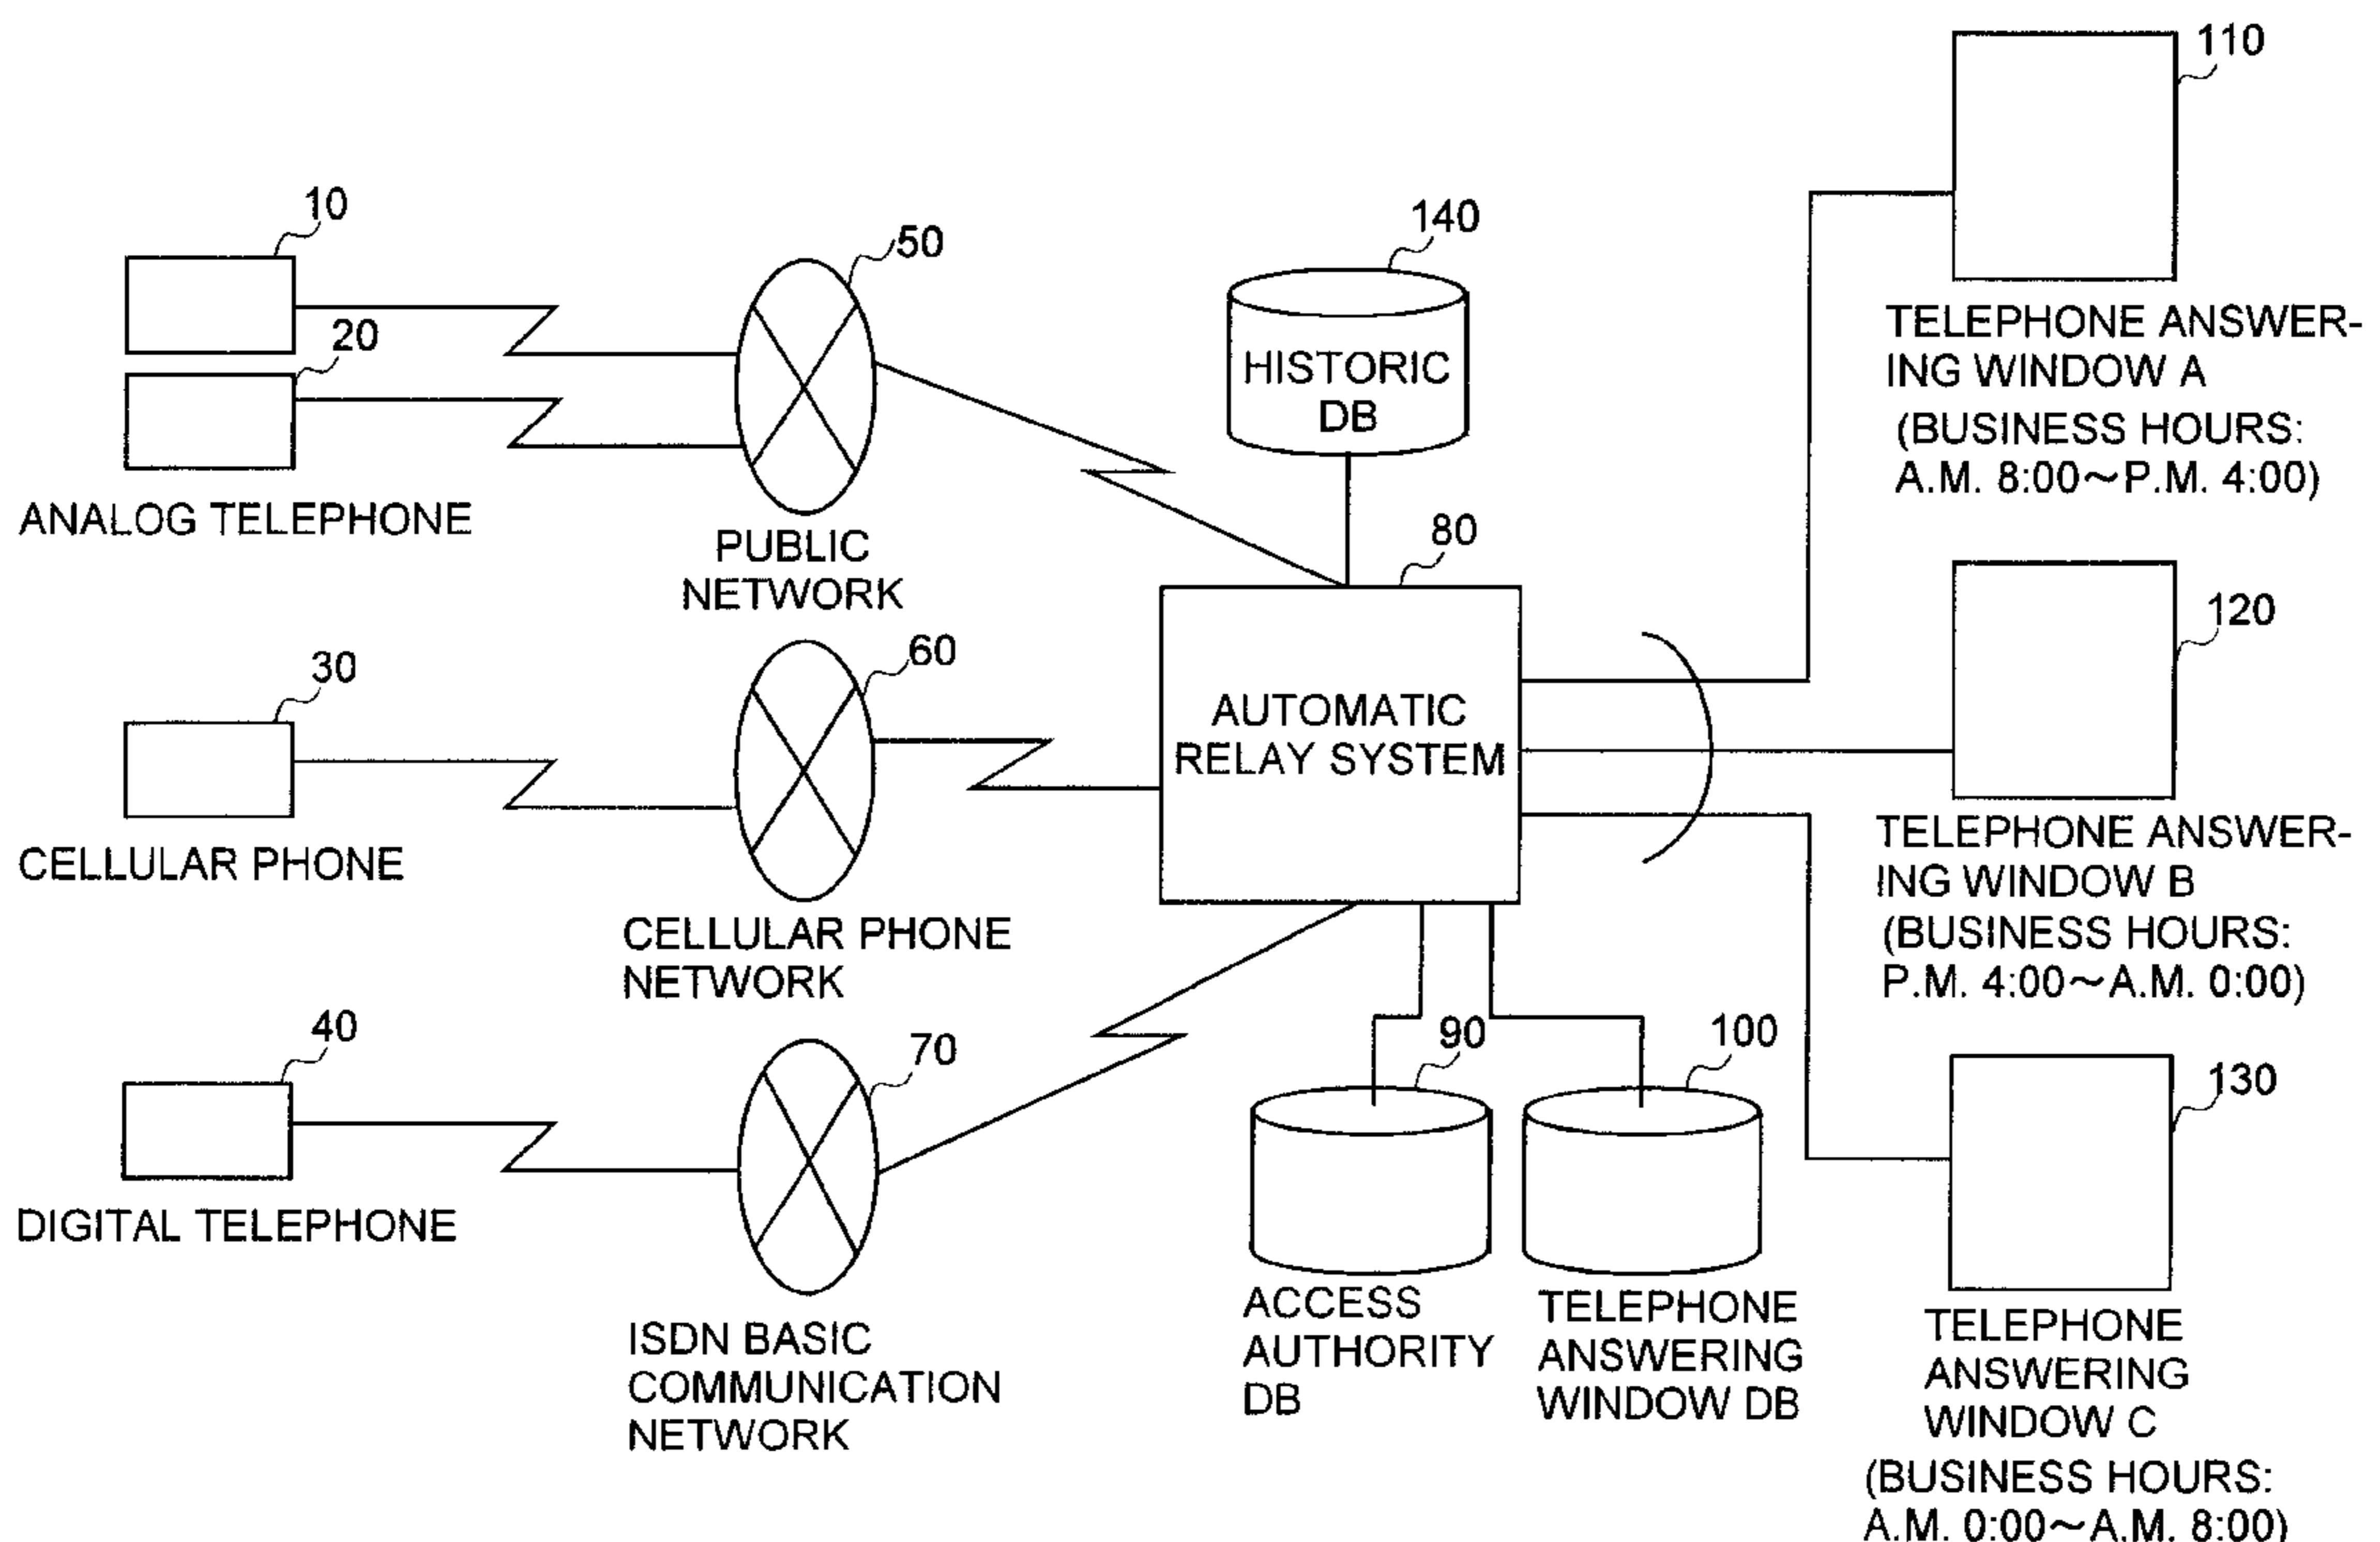 10
20
ANALOG TELEPHONE
30
CELLULAR PHONE
40
DIGITAL TELEPHONE
50
PUBLIC
NETWORK
60
CELLULAR PHONE
NETWORK
70
ISDN BASIC
COMMUNICATION
NETWORK
140
HISTORIC
DB
80
AUTOMATIC
RELAY SYSTEM
90
ACCESS
AUTHORITY
DB
100
TELEPHONE
ANSWERING
WINDOW DB
110
TELEPHONE ANSWER-
ING WINDOW A
(BUSINESS HOURS:
A.M. 8:00~P.M. 4:00)
120
TELEPHONE ANSWER-
ING WINDOW B
(BUSINESS HOURS:
P.M. 4:00~A.M. 0:00)
130
TELEPHONE
ANSWERING
WINDOW C
(BUSINESS HOURS:
A.M. 0:00~A.M. 8:00)